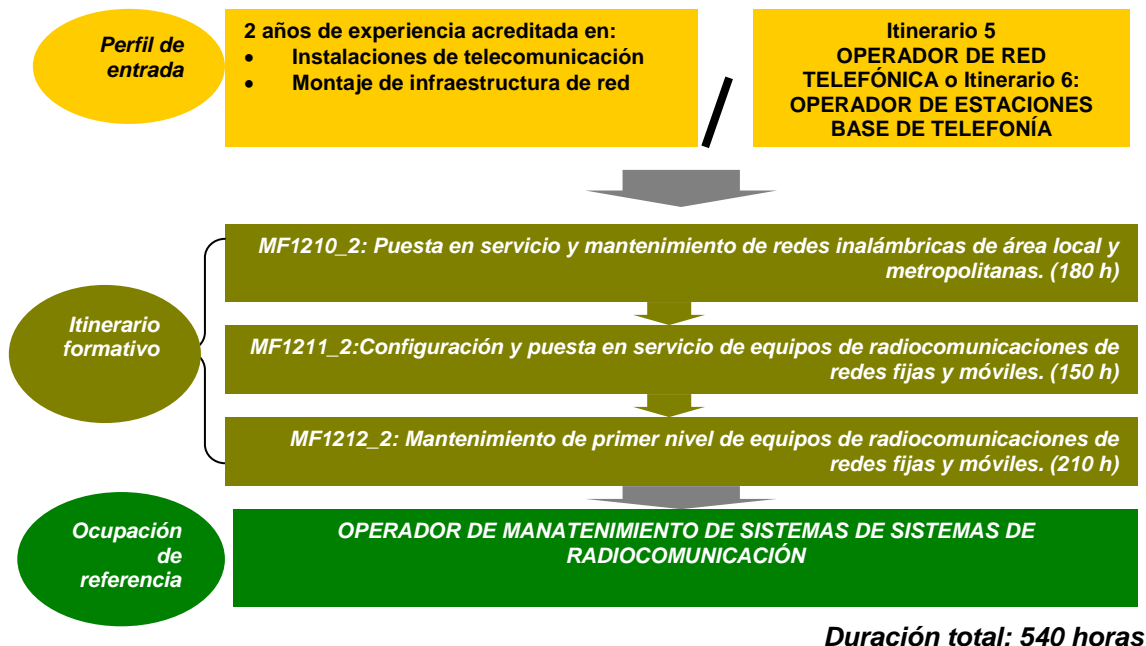 Perfil de
entrada
2 años de experiencia acreditada en:
• Instalaciones de telecomunicación
• Montaje de infraestructura de red
/
Itinerario 5
OPERADOR DE RED
TELEFÓNICA o Itinerario 6:
OPERADOR DE ESTACIONES
BASE DE TELEFONÍA
Itinerario
formativo
MF1210_2: Puesta en servicio y mantenimiento de redes inalámbricas de área local y
metropolitanas. (180 h)
MF1211_2:Configuración y puesta en servicio de equipos de radiocomunicaciones de
redes fijas y móviles. (150 h)
MF1212_2: Mantenimiento de primer nivel de equipos de radiocomunicaciones de
redes fijas y móviles. (210 h)
Ocupación
de
referencia
OPERADOR DE MANATENIMIENTO DE SISTEMAS DE SISTEMAS DE
RADIOCOMUNICACIÓN
Duración total: 540 horas